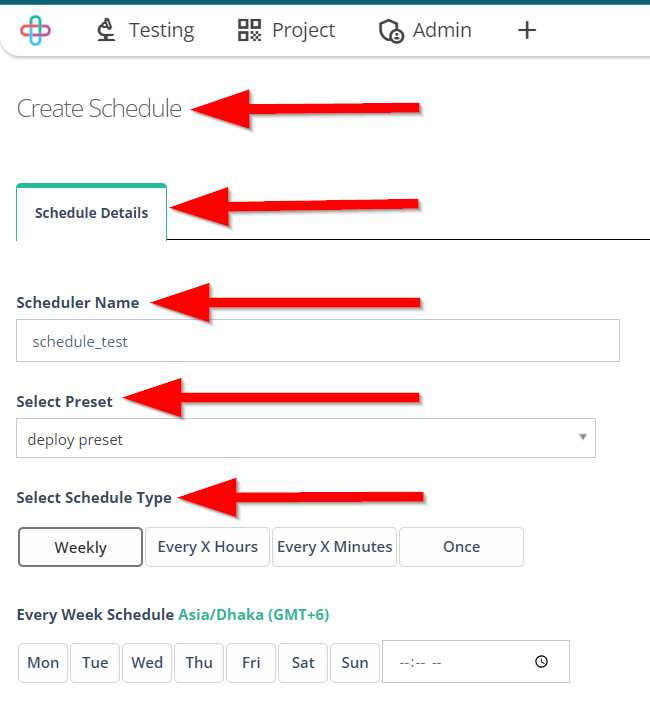 Testing Project Admin +
Create Schedule
Schedule Details
Scheduler Name
schedule_test
Select Preset
deploy preset
Select Schedule Type
Weekly Every X Hours Every X Minutes Once
Every Week Schedule Asia/Dhaka (GMT+6)
Mon Tue Wed Thu Fri Sat Sun --:-- --